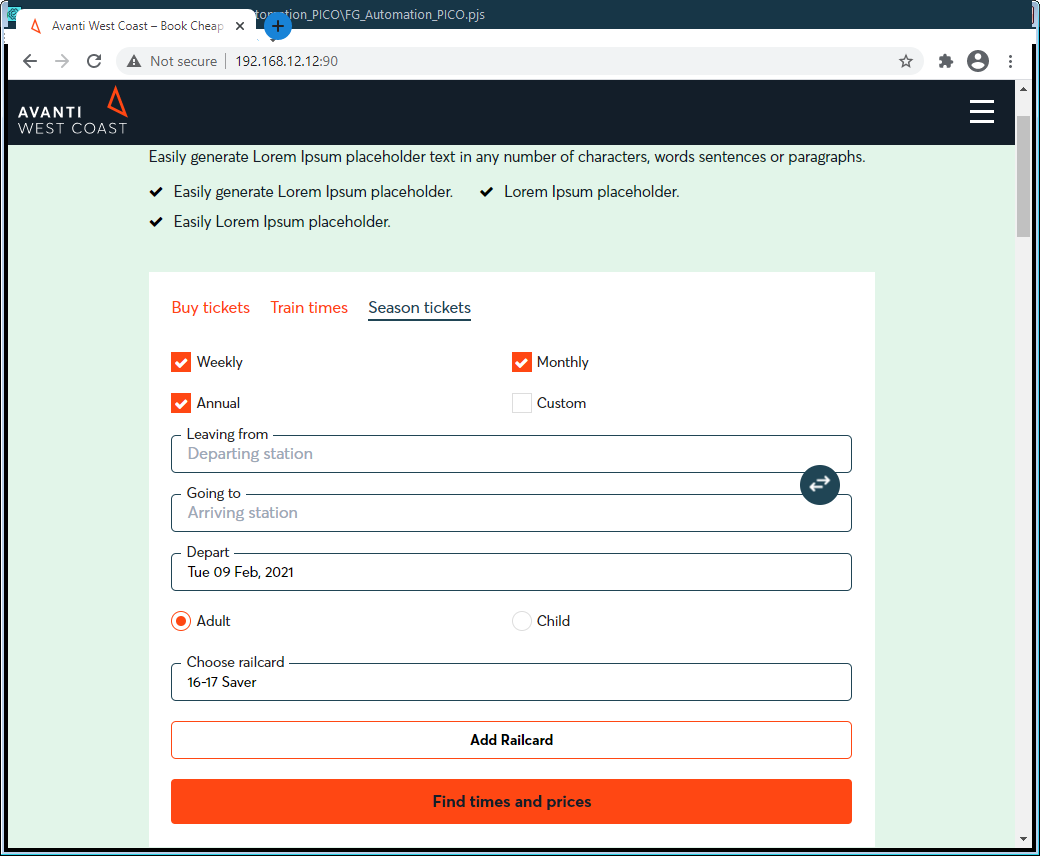 tomation_PICO\FG_Automation_PICO.pjs
Avanti West Coast – Book Cheap
Not secure 192.168.12.12:90
AVANTI
WEST COAST
Easily generate Lorem Ipsum placeholder text in any number of characters, words sentences or paragraphs.
Easily generate Lorem Ipsum placeholder. Lorem Ipsum placeholder.
Easily Lorem Ipsum placeholder.
Buy tickets Train times Season tickets
Weekly Monthly
Annual Custom
Leaving from
Departing station
Going to
Arriving station
Depart
Tue 09 Feb, 2021
Adult Child
Choose railcard
16-17 Saver
Add Railcard
Find times and prices